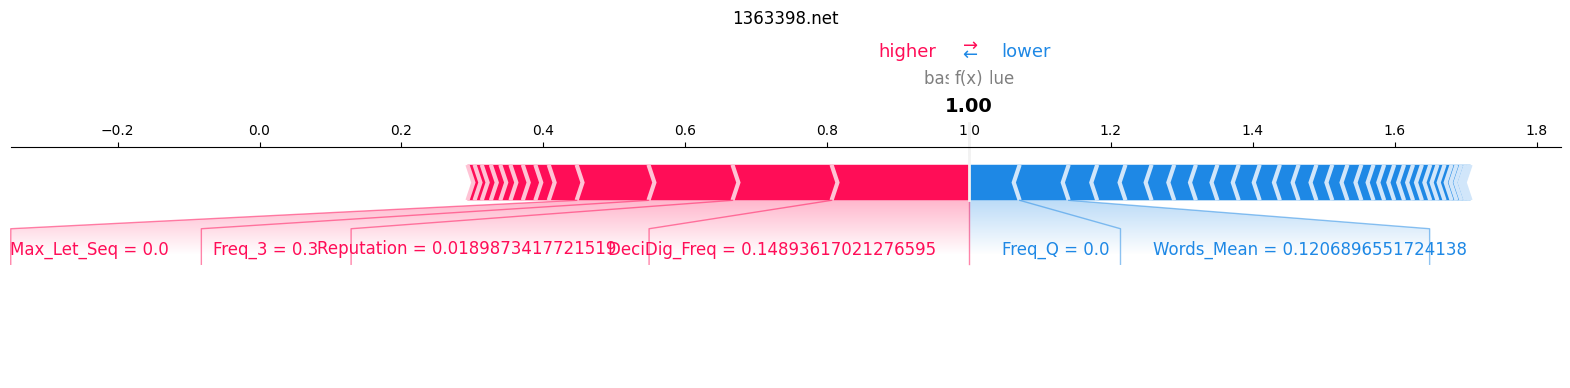 1363398.net
higher ⇄ lower
bas f(x) lue
1.00
−0.2 0.0 0.2 0.4 0.6 0.8 1 0 1.2 1.4 1.6 1.8
Max_Let_Seq = 0.0 Freq_3 = 0.3 Reputation = 0.0189873417721519 DeciDig_Freq = 0.14893617021276595 Freq_Q = 0.0 Words_Mean = 0.1206896551724138